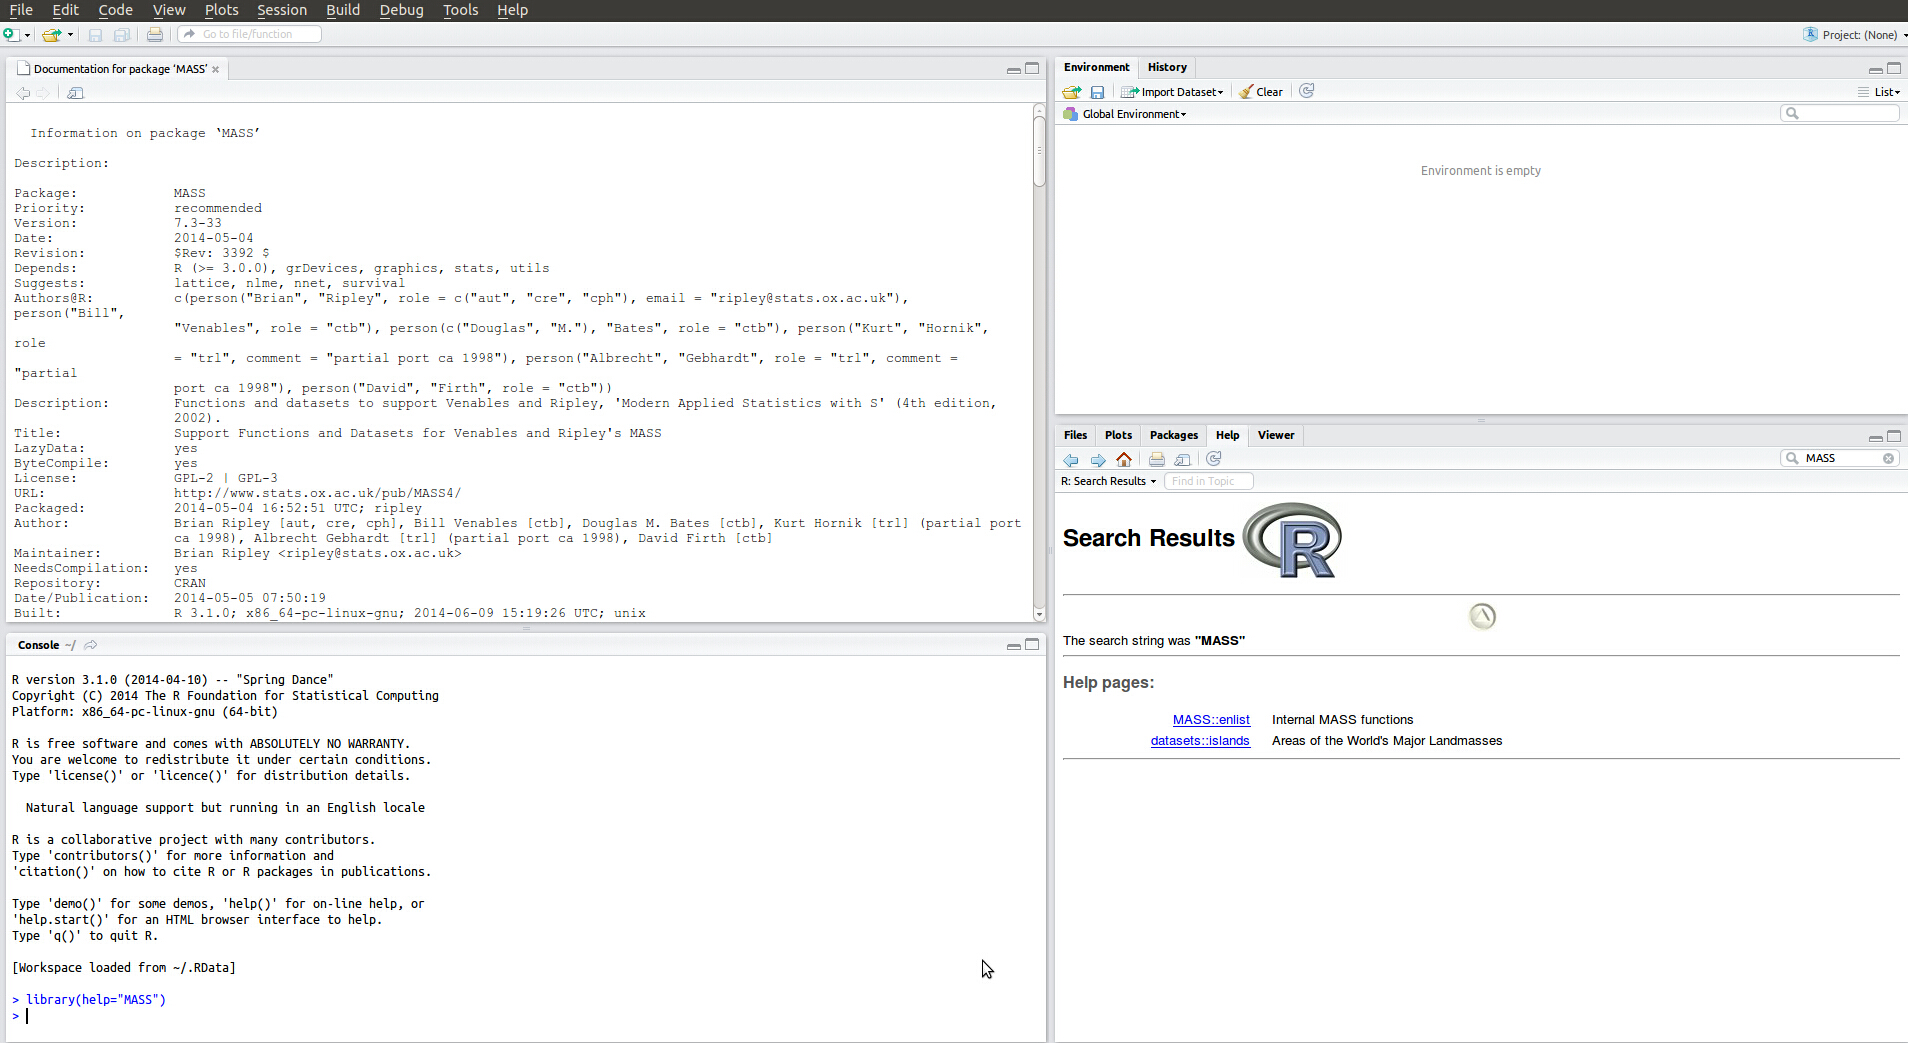 File Edit Code View Plots Session Build Debug Tools Help
Go to file/function
Project: (None)
Documentation for package ‘MASS’
Information on package ‘MASS’
Description:
Package: MASS
Priority: recommended
Version: 7.3-33
Date: 2014-05-04
Revision: $Rev: 3392 $
Depends: R (>= 3.0.0), grDevices, graphics, stats, utils
Suggests: lattice, nlme, nnet, survival
Authors@R: c(person("Brian", "Ripley", role = c("aut", "cre", "cph"), email = "ripley@stats.ox.ac.uk"),
person("Bill",
"Venables", role = "ctb"), person(c("Douglas", "M."), "Bates", role = "ctb"), person("Kurt", "Hornik",
role
= "trl", comment = "partial port ca 1998"), person("Albrecht", "Gebhardt", role = "trl", comment =
"partial
port ca 1998"), person("David", "Firth", role = "ctb"))
Description: Functions and datasets to support Venables and Ripley, 'Modern Applied Statistics with S' (4th edition,
2002).
Title: Support Functions and Datasets for Venables and Ripley's MASS
LazyData: yes
ByteCompile: yes
License: GPL-2 | GPL-3
URL: http://www.stats.ox.ac.uk/pub/MASS4/
Packaged: 2014-05-04 16:52:51 UTC; ripley
Author: Brian Ripley [aut, cre, cph], Bill Venables [ctb], Douglas M. Bates [ctb], Kurt Hornik [trl] (partial port
ca 1998), Albrecht Gebhardt [trl] (partial port ca 1998), David Firth [ctb]
Maintainer: Brian Ripley <ripley@stats.ox.ac.uk>
NeedsCompilation: yes
Repository: CRAN
Date/Publication: 2014-05-05 07:50:19
Built: R 3.1.0; x86_64-pc-linux-gnu; 2014-06-09 15:19:26 UTC; unix
Console ~/
R version 3.1.0 (2014-04-10) -- "Spring Dance"
Copyright (C) 2014 The R Foundation for Statistical Computing
Platform: x86_64-pc-linux-gnu (64-bit)
R is free software and comes with ABSOLUTELY NO WARRANTY.
You are welcome to redistribute it under certain conditions.
Type 'license()' or 'licence()' for distribution details.
Natural language support but running in an English locale
R is a collaborative project with many contributors.
Type 'contributors()' for more information and
'citation()' on how to cite R or R packages in publications.
Type 'demo()' for some demos, 'help()' for on-line help, or
'help.start()' for an HTML browser interface to help.
Type 'q()' to quit R.
[Workspace loaded from ~/.RData]
> library(help="MASS")
>
Environment History
Import Dataset Clear List
Global Environment
Environment is empty
Files Plots Packages Help Viewer
MASS
R: Search Results Find in Topic
Search Results R
The search string was "MASS"
Help pages:
MASS::enlist Internal MASS functions
datasets::islands Areas of the World's Major Landmasses